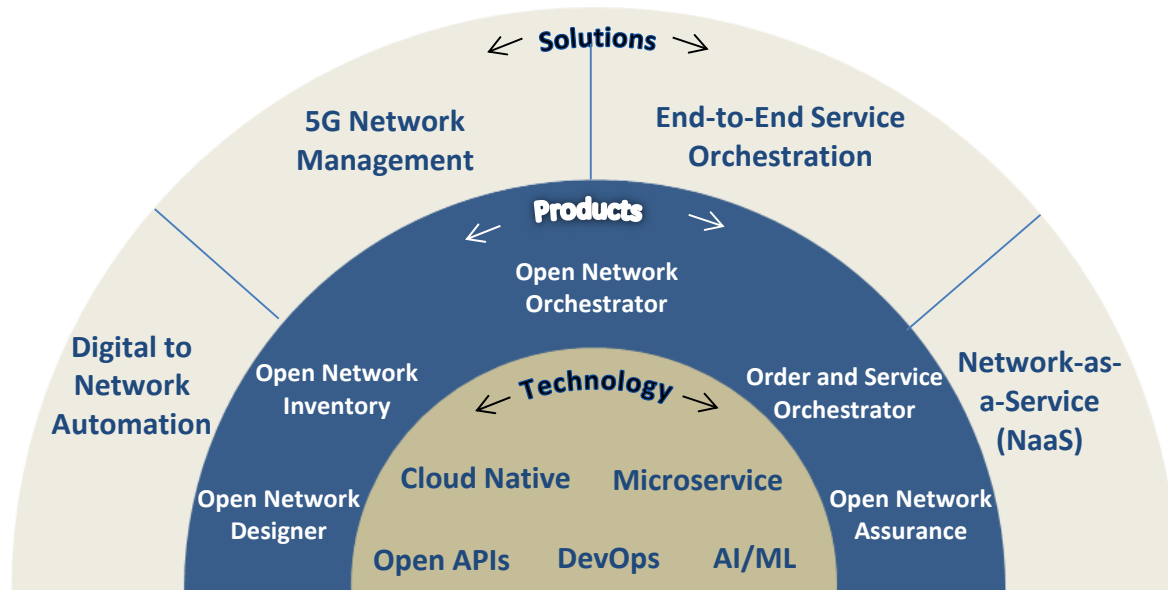 Solutions
5G Network
Management
End-to-End Service
Orchestration
Digital to
Network
Automation
Network-as-
a-Service
(NaaS)
Products
Open Network
Orchestrator
Open Network
Inventory
Order and Service
Orchestrator
Open Network
Designer
Open Network
Assurance
Technology
Cloud Native
Microservice
Open APIs
DevOps
AI/ML